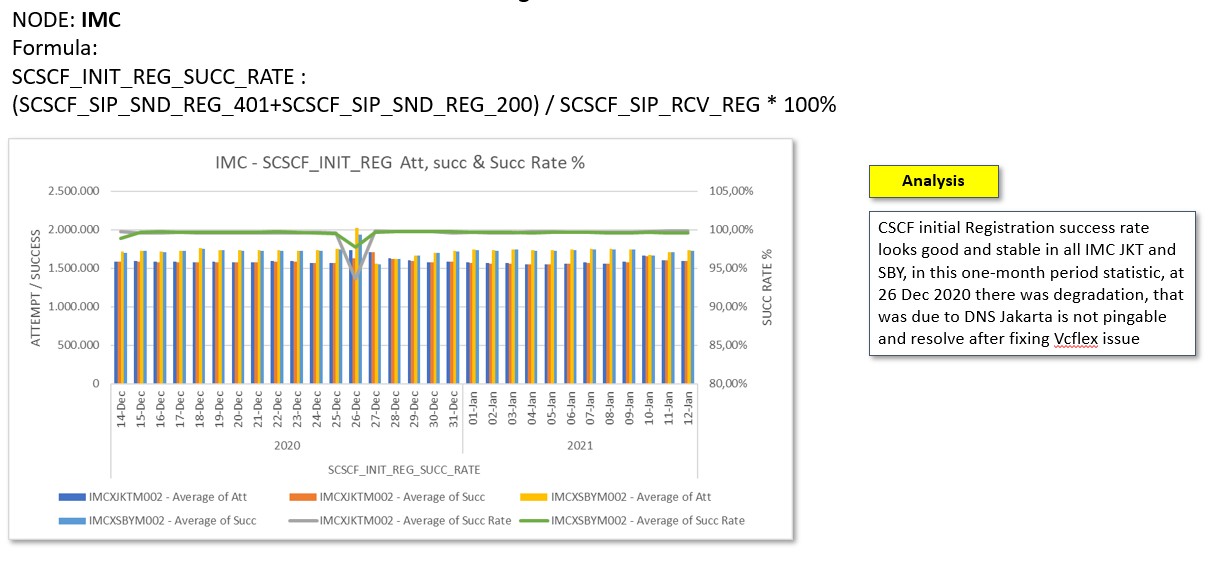 NODE: IMC
Formula:
SCSCF_INIT_REG_SUCC_RATE :
(SCSCF_SIP_SND_REG_401+SCSCF_SIP_SND_REG_200) / SCSCF_SIP_RCV_REG * 100%
IMC - SCSCF_INIT_REG Att, succ & Succ Rate %
ATTEMPT / SUCCESS
2.500.000
2.000.000
1.500.000
1.000.000
500.000
0
105,00%
100,00%
95,00%
90,00%
85,00%
80,00%
SUCC RATE %
14-Dec
15-Dec
16-Dec
17-Dec
18-Dec
19-Dec
20-Dec
21-Dec
22-Dec
23-Dec
24-Dec
25-Dec
26-Dec
27-Dec
28-Dec
29-Dec
30-Dec
31-Dec
01-Jan
02-Jan
03-Jan
04-Jan
05-Jan
06-Jan
07-Jan
08-Jan
09-Jan
10-Jan
11-Jan
12-Jan
2020
2021
SCSCF_INIT_REG_SUCC_RATE
IMCXJKTM002 - Average of Att
IMCXJKTM002 - Average of Succ
IMCXSBYM002 - Average of Att
IMCXSBYM002 - Average of Succ
IMCXJKTM002 - Average of Succ Rate
IMCXSBYM002 - Average of Succ Rate
Analysis
CSCF initial Registration success rate
looks good and stable in all IMC JKT and
SBY, in this one-month period statistic, at
26 Dec 2020 there was degradation, that
was due to DNS Jakarta is not pingable
and resolve after fixing Vcflex issue